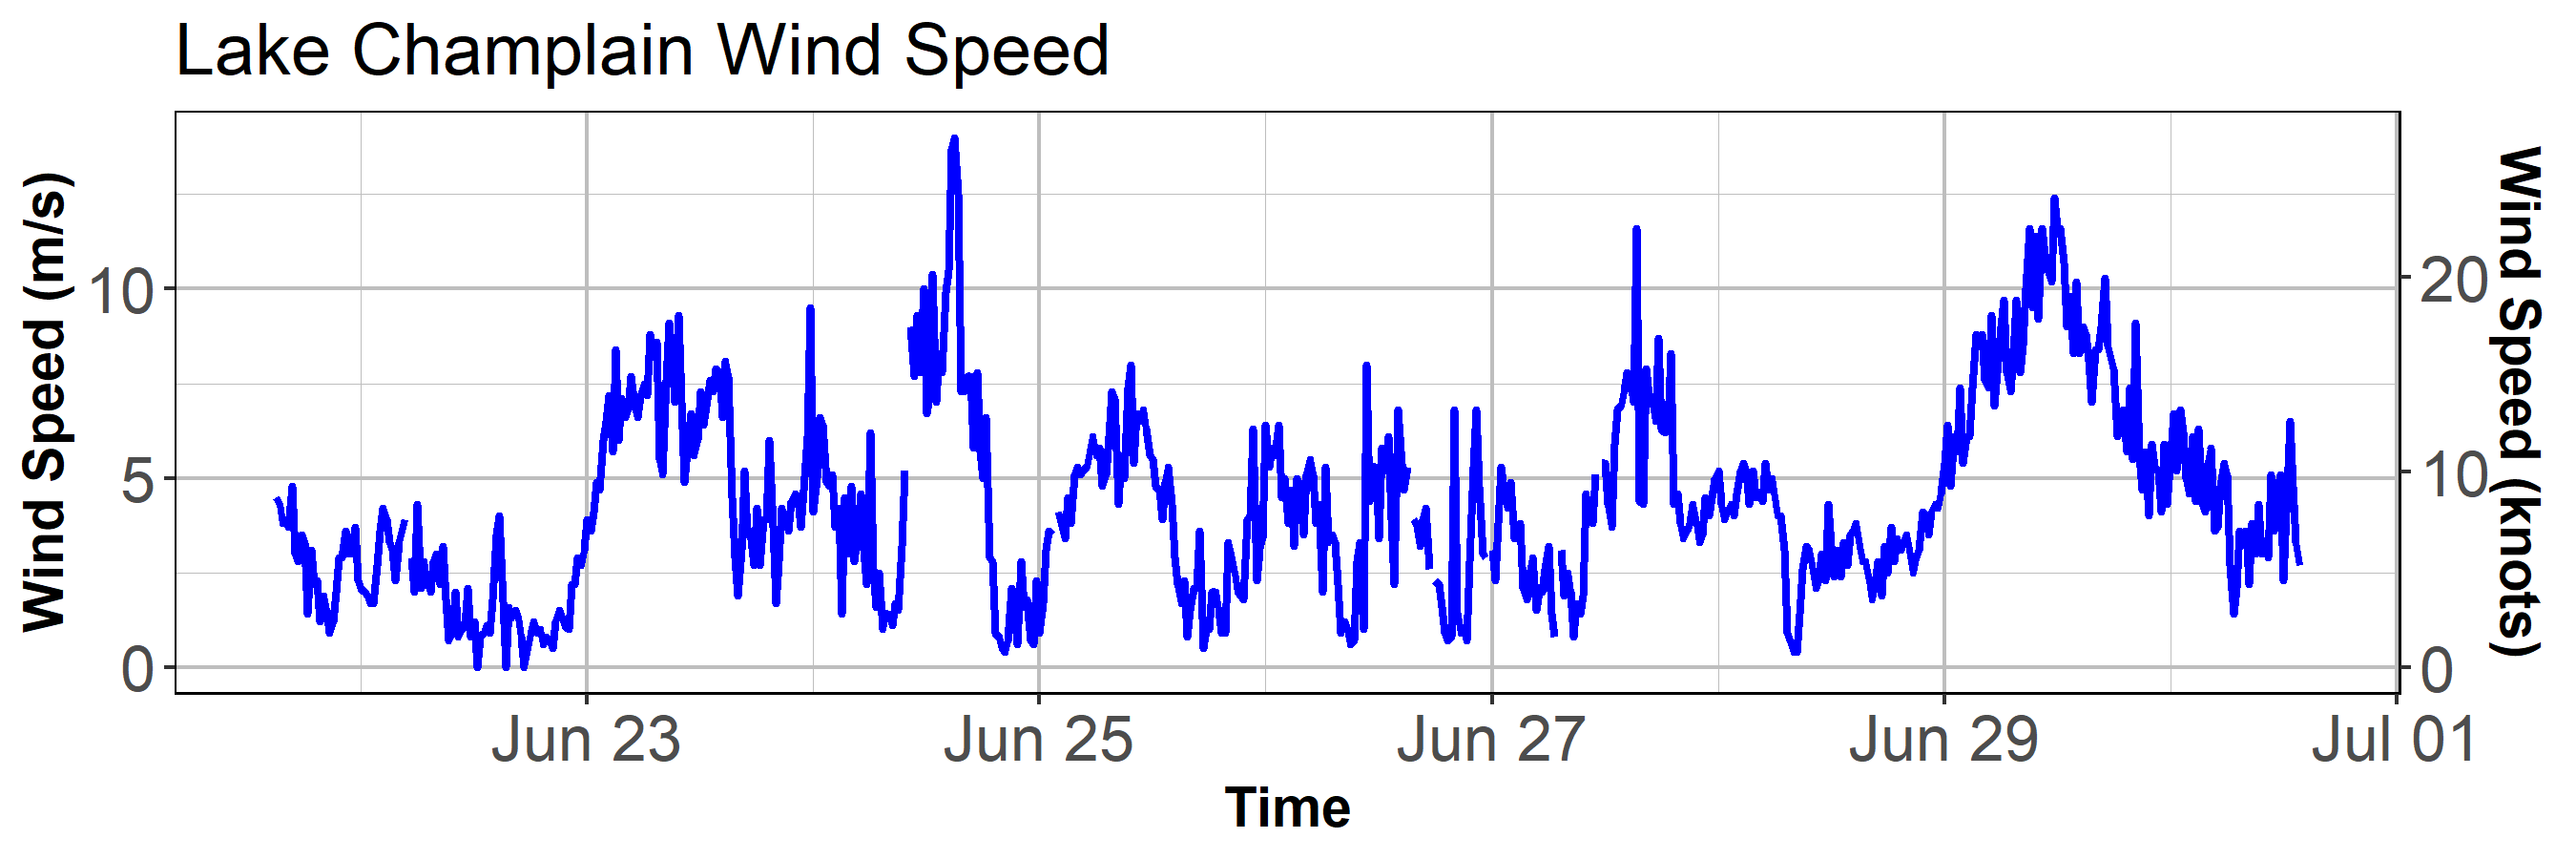 Lake Champlain Wind Speed
Wind Speed (m/s)
10
5
0
Wind Speed (knots)
20
10
0
Jun 23
Jun 25
Jun 27
Jun 29
Jul 01
Time